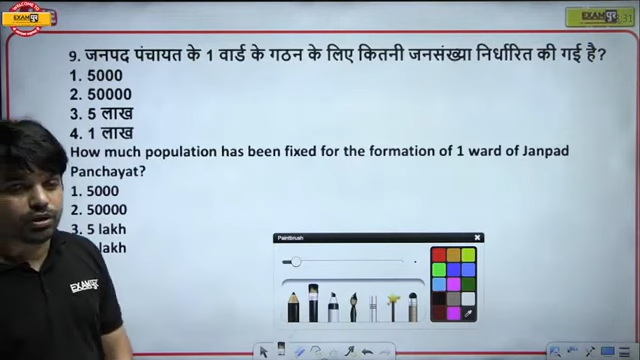 EXAMपुर
EXAMपुर
9. जनपद पंचायत के 1 वार्ड के गठन के लिए कितनी जनसंख्या निर्धारित की गई है?
1. 5000
2. 50000
3. 5 लाख
4. 1 लाख
How much population has been fixed for the formation of 1 ward of Janpad
Panchayat?
1. 5000
2. 50000
3. 5 lakh
lakh
Paintbrush